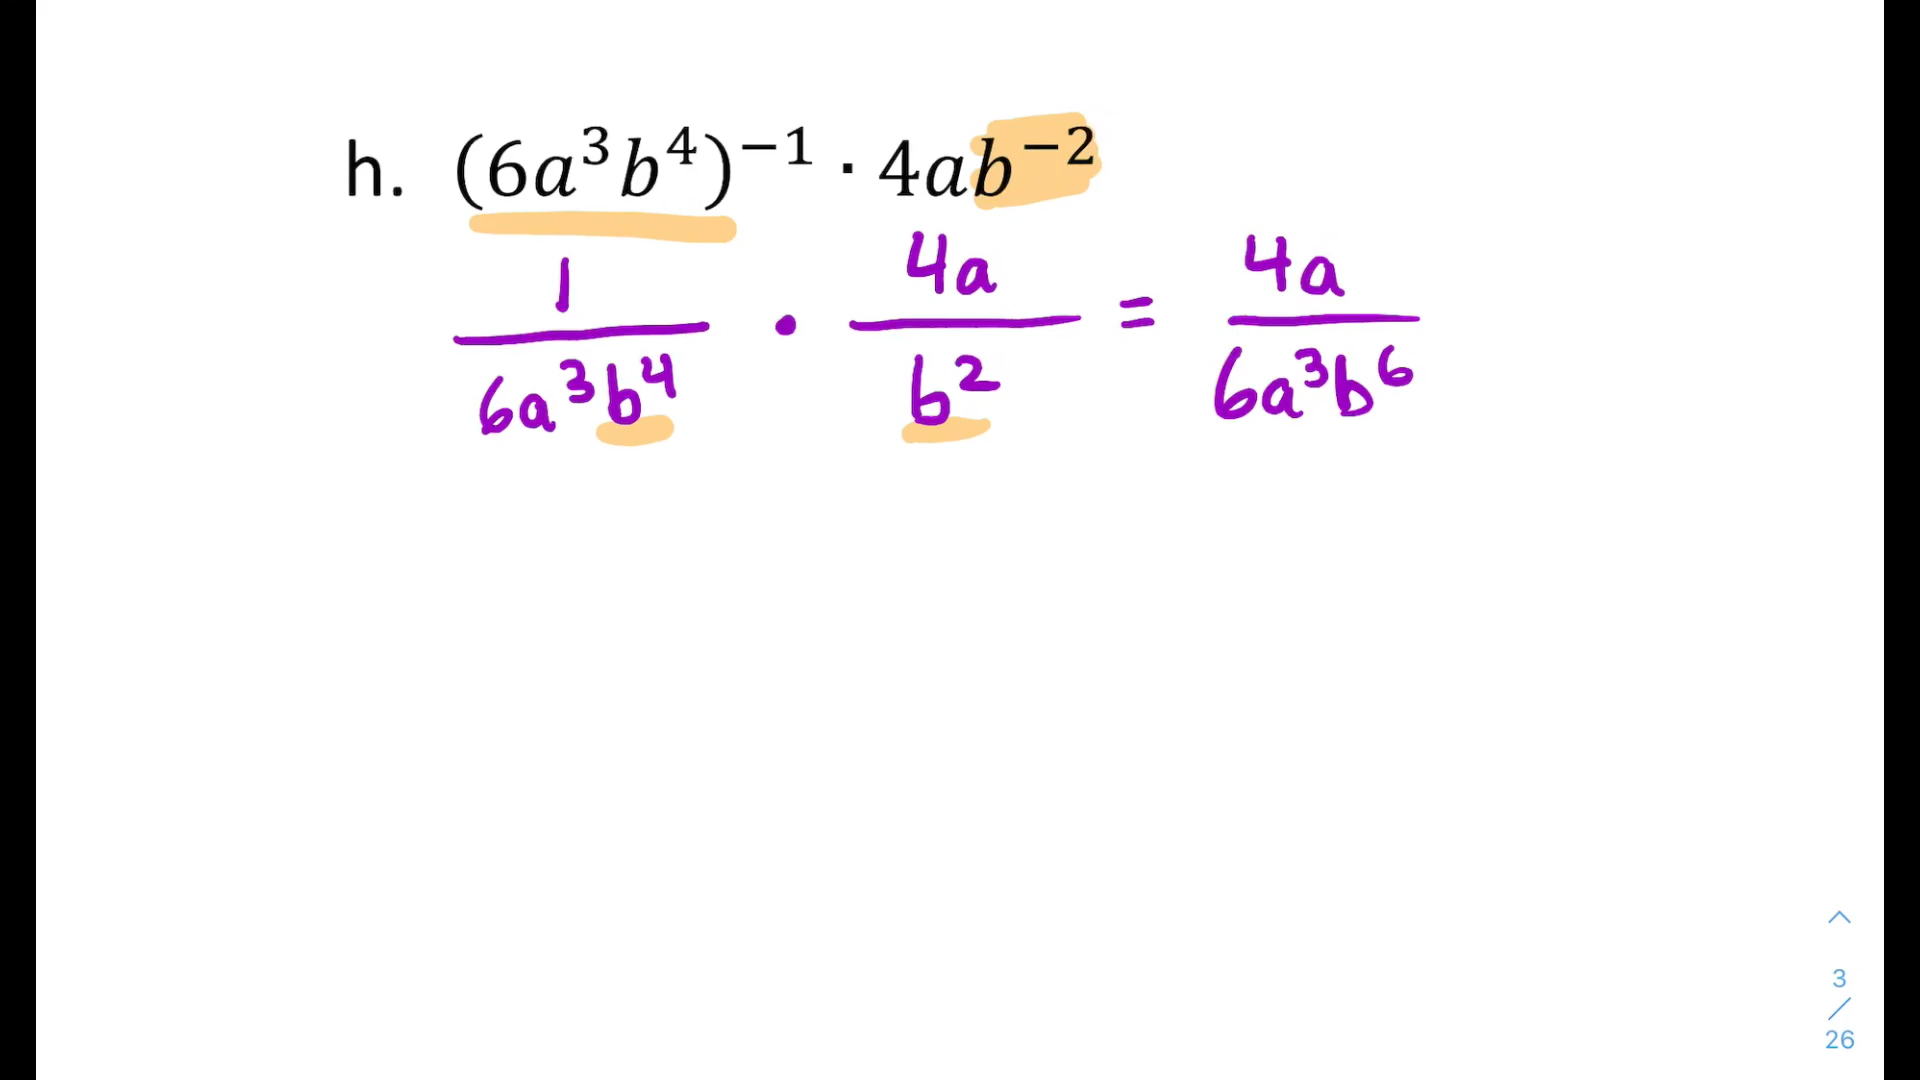 h. (6a³b⁴)⁻¹ · 4ab⁻²
1/(6a³b⁴) · 4a/b² = 4a/(6a³b⁶)
3
/
26